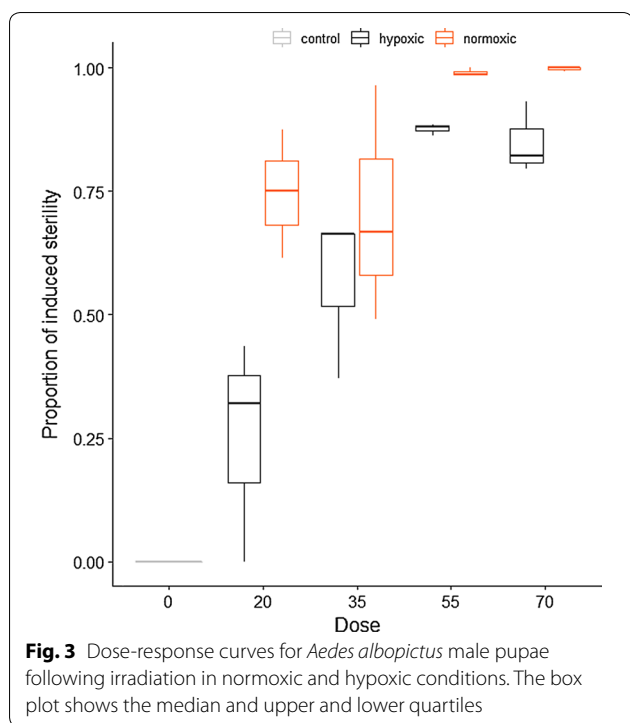 control hypoxic normoxic
1.00
0.75
0.50
0.25
0.00
Proportion of induced sterility
0 20 35 55 70
Dose
Fig. 3 Dose-response curves for Aedes albopictus male pupae
following irradiation in normoxic and hypoxic conditions. The box
plot shows the median and upper and lower quartiles